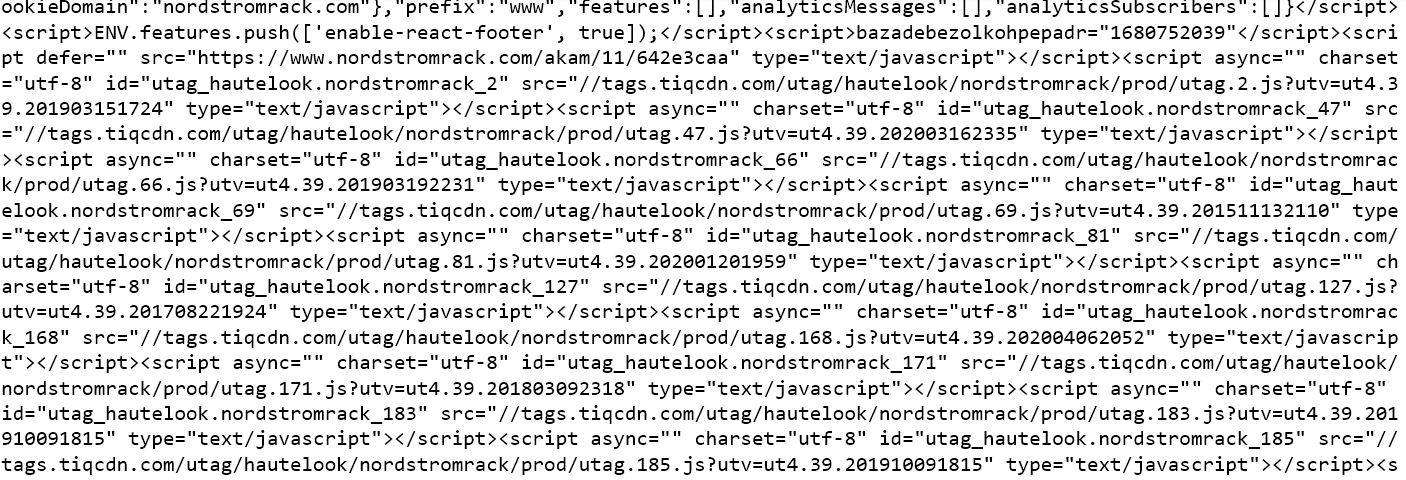 ookieDomain":"nordstromrack.com"},"prefix":"www","features":[],"analyticsMessages":[],"analyticsSubscribers":[]}</script>
<script>ENV.features.push(['enable-react-footer', true]);</script><script>bazadebezolkohpepadr="1680752039"</script><scri
pt defer="" src="https://www.nordstromrack.com/akam/11/642e3caa" type="text/javascript"></script><script async="" charset
="utf-8" id="utag_hautelook.nordstromrack_2" src="//tags.tiqcdn.com/utag/hautelook/nordstromrack/prod/utag.2.js?utv=ut4.3
9.201903151724" type="text/javascript"></script><script async="" charset="utf-8" id="utag_hautelook.nordstromrack_47" src
="//tags.tiqcdn.com/utag/hautelook/nordstromrack/prod/utag.47.js?utv=ut4.39.202003162335" type="text/javascript"></script
><script async="" charset="utf-8" id="utag_hautelook.nordstromrack_66" src="//tags.tiqcdn.com/utag/hautelook/nordstromrac
k/prod/utag.66.js?utv=ut4.39.201903192231" type="text/javascript"></script><script async="" charset="utf-8" id="utag_haut
elook.nordstromrack_69" src="//tags.tiqcdn.com/utag/hautelook/nordstromrack/prod/utag.69.js?utv=ut4.39.201511132110" type
="text/javascript"></script><script async="" charset="utf-8" id="utag_hautelook.nordstromrack_81" src="//tags.tiqcdn.com/
utag/hautelook/nordstromrack/prod/utag.81.js?utv=ut4.39.202001201959" type="text/javascript"></script><script async="" ch
arset="utf-8" id="utag_hautelook.nordstromrack_127" src="//tags.tiqcdn.com/utag/hautelook/nordstromrack/prod/utag.127.js?
utv=ut4.39.201708221924" type="text/javascript"></script><script async="" charset="utf-8" id="utag_hautelook.nordstromrac
k_168" src="//tags.tiqcdn.com/utag/hautelook/nordstromrack/prod/utag.168.js?utv=ut4.39.202004062052" type="text/javascrip
t"></script><script async="" charset="utf-8" id="utag_hautelook.nordstromrack_171" src="//tags.tiqcdn.com/utag/hautelook/
nordstromrack/prod/utag.171.js?utv=ut4.39.201803092318" type="text/javascript"></script><script async="" charset="utf-8"
id="utag_hautelook.nordstromrack_183" src="//tags.tiqcdn.com/utag/hautelook/nordstromrack/prod/utag.183.js?utv=ut4.39.201
910091815" type="text/javascript"></script><script async="" charset="utf-8" id="utag_hautelook.nordstromrack_185" src="//
tags.tiqcdn.com/utag/hautelook/nordstromrack/prod/utag.185.js?utv=ut4.39.201910091815" type="text/javascript"></script><s